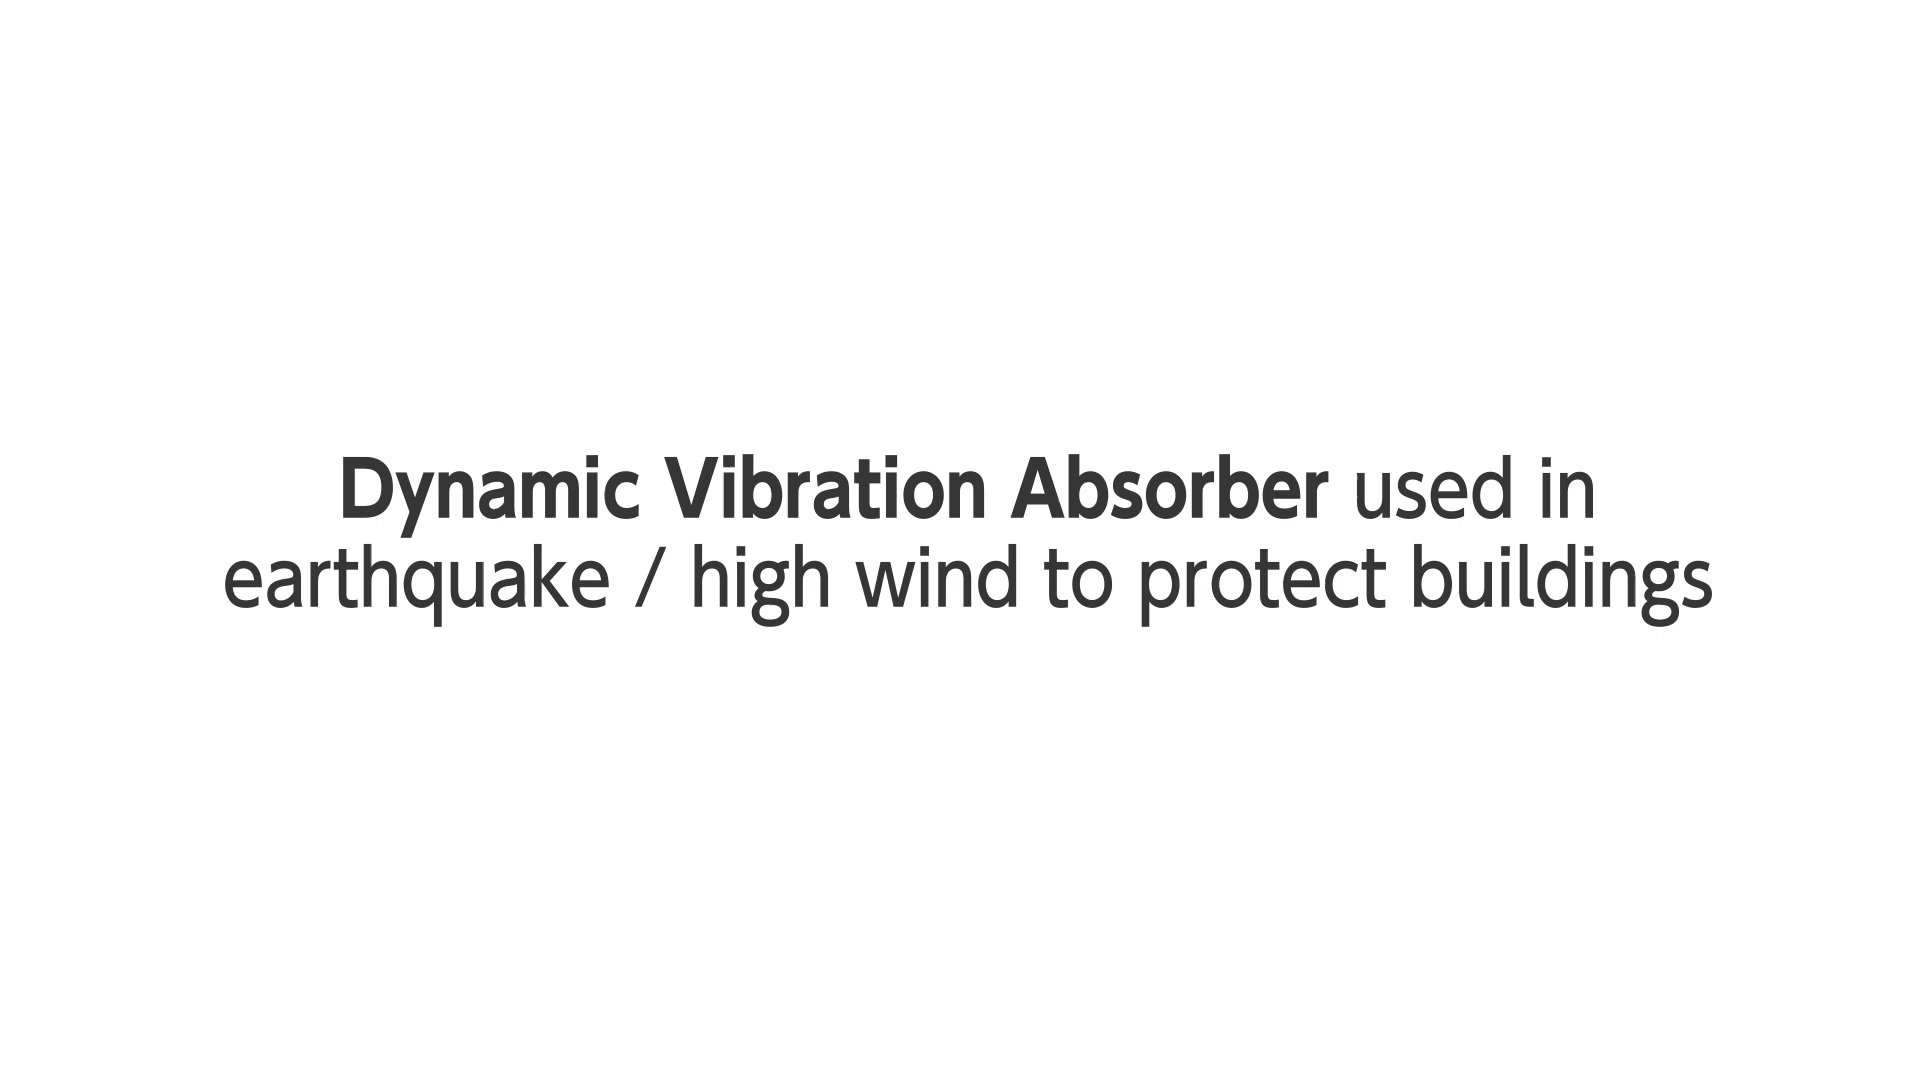 Dynamic Vibration Absorber used in
earthquake / high wind to protect buildings